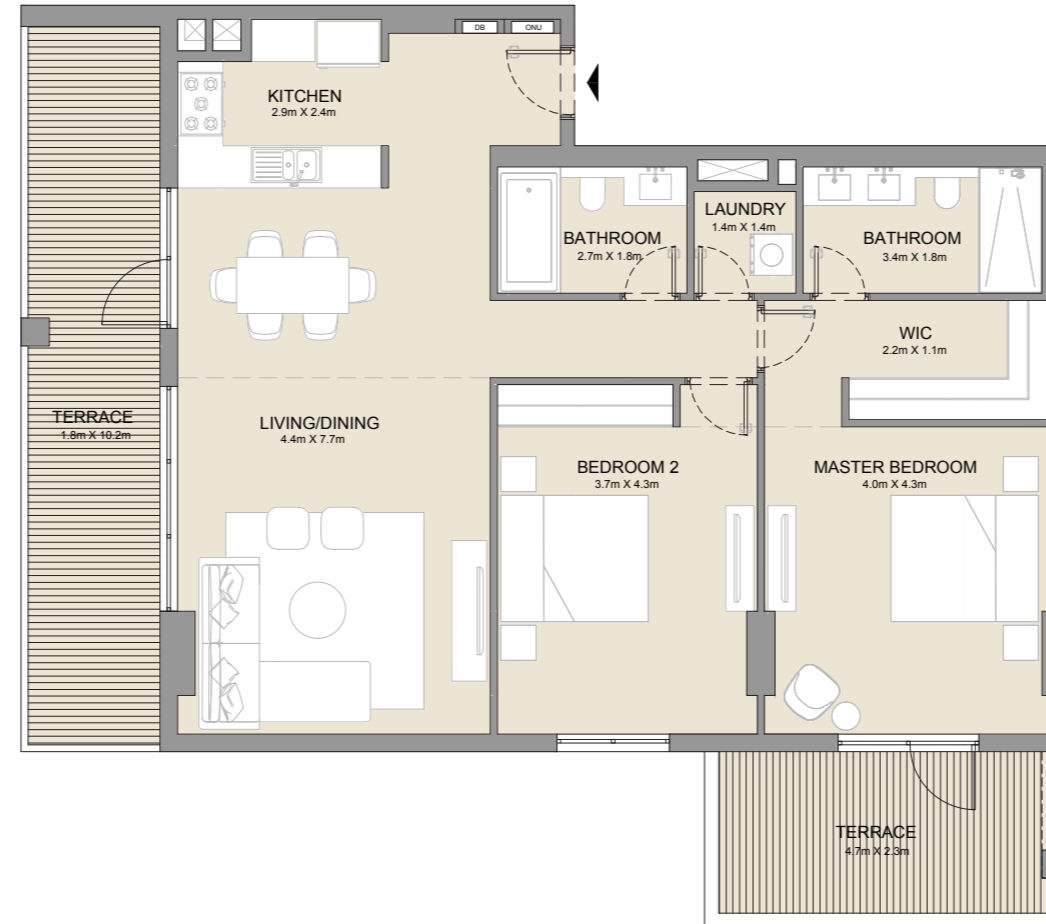 DB
ONU
KITCHEN
2.9m X 2.4m
LAUNDRY
1.4m X 1.4m
BATHROOM
2.7m X 1.8m
BATHROOM
3.4m X 1.8m
WIC
2.2m X 1.1m
TERRACE
1.8m X 10.2m
LIVING/DINING
4.4m X 7.7m
BEDROOM 2
3.7m X 4.3m
MASTER BEDROOM
4.0m X 4.3m
TERRACE
4.7m X 2.3m